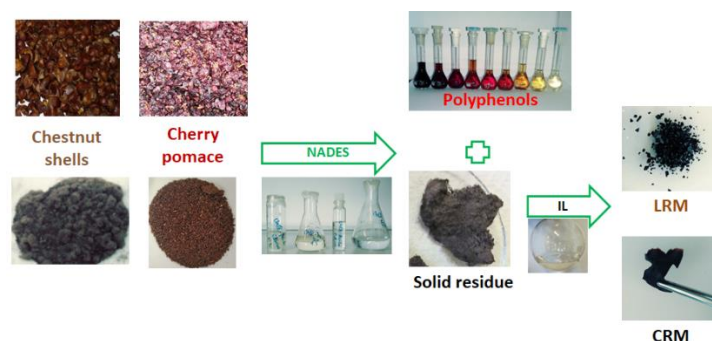 Polyphenols
Chestnut
shells
Cherry
pomace
NADES
IL
LRM
Solid residue
CRM